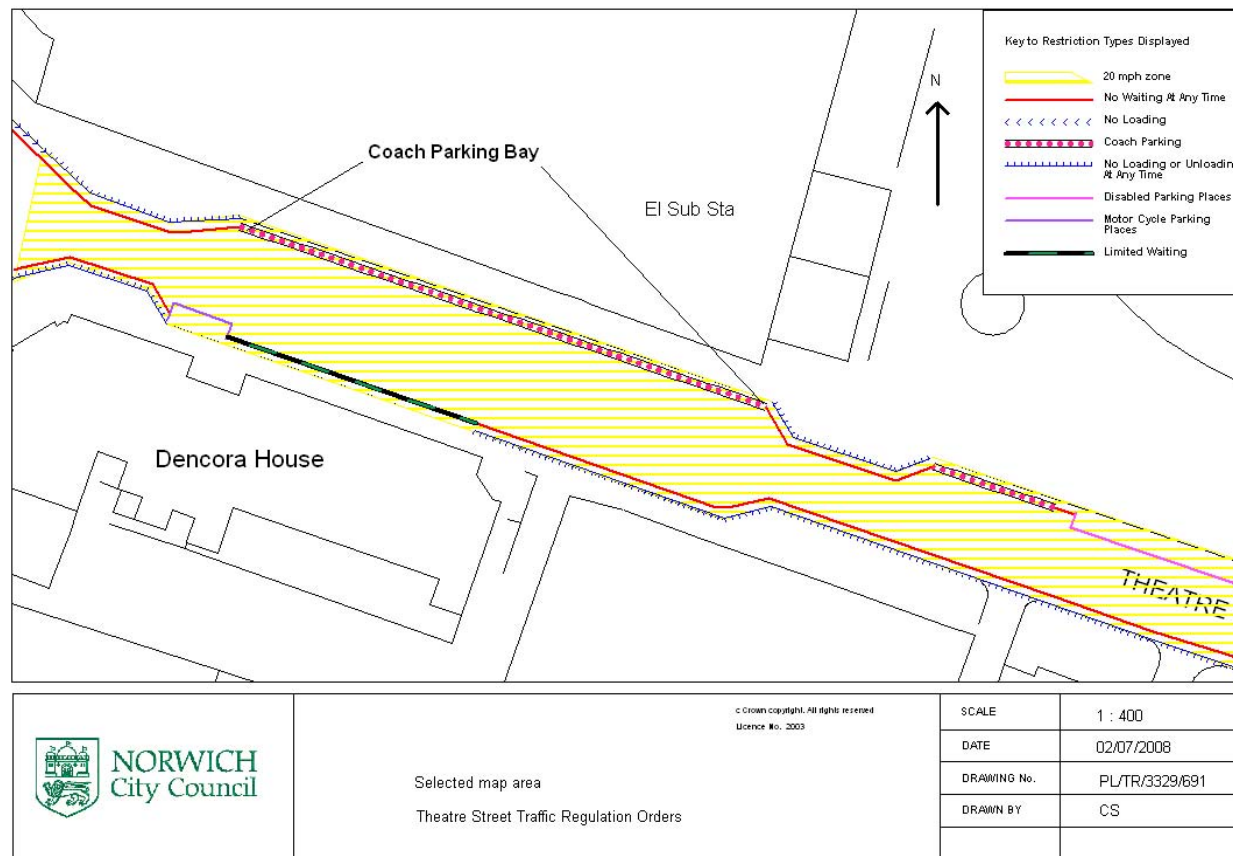 Key to Restriction Types Displayed
20 mph zone
No Waiting At Any Time
No Loading
Coach Parking
No Loading or Unloadin
At Any Time
Disabled Parking Places
Motor Cycle Parking
Places
Limited Waiting
N
Coach Parking Bay
El Sub Sta
Dencora House
THEATRE
NORWICH
City Council
c Crown copyright. All rights reserved
Licence No. 2003
Selected map area
Theatre Street Traffic Regulation Orders
SCALE 1 : 400
DATE 02/07/2008
DRAWING No. PL/TR/3329/691
DRAWN BY CS